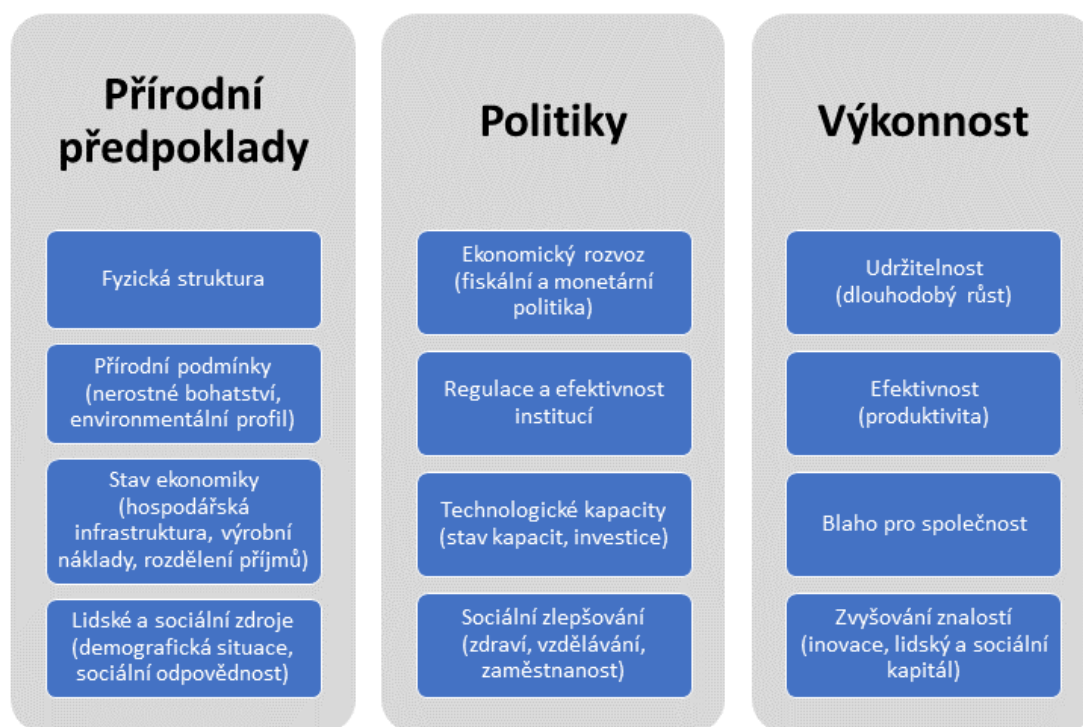 Přírodní
předpoklady
Fyzická struktura
Přírodní podmínky
(nerostné bohatství,
environmentální profil)
Stav ekonomiky
(hospodářská
infrastruktura, výrobní
náklady, rozdělení příjmů)
Lidské a sociální zdroje
(demografická situace,
sociální odpovědnost)
Politiky
Ekonomický rozvoz
(fiskální a monetární
politika)
Regulace a efektivnost
institucí
Technologické kapacity
(stav kapacit, investice)
Sociální zlepšování
(zdraví, vzdělávání,
zaměstnanost)
Výkonnost
Udržitelnost
(dlouhodobý růst)
Efektivnost
(produktivita)
Blaho pro společnost
Zvyšování znalostí
(inovace, lidský a sociální
kapitál)